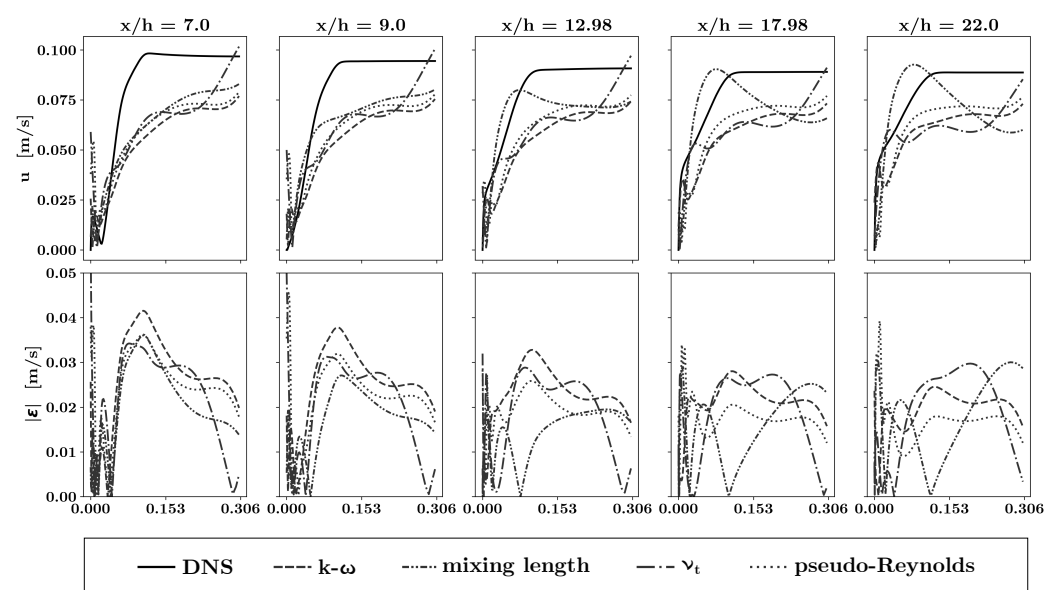 x/h = 7.0 x/h = 9.0 x/h = 12.98 x/h = 17.98 x/h = 22.0
u [m/s]
0.100
0.075
0.050
0.025
0.000
|ε| [m/s]
0.05
0.04
0.03
0.02
0.01
0.00
0.000 0.153 0.306 0.000 0.153 0.306 0.000 0.153 0.306 0.000 0.153 0.306 0.000 0.153 0.306
DNS k-ω mixing length νt pseudo-Reynolds